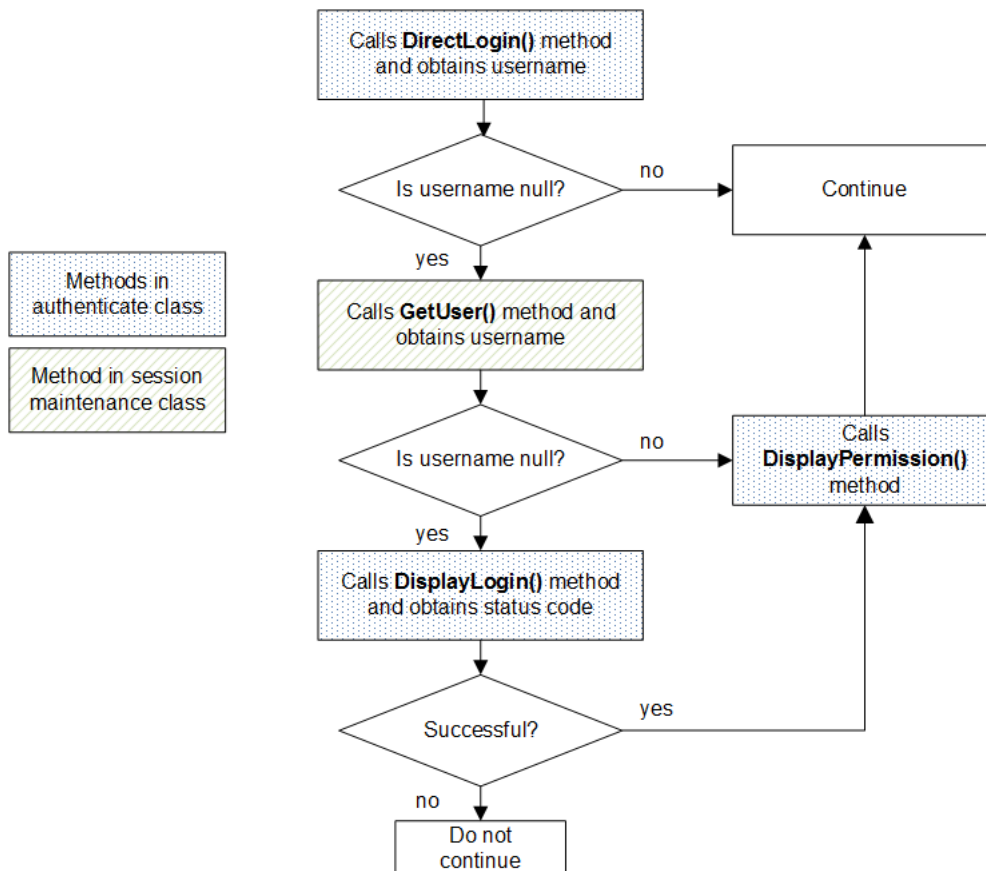 Calls DirectLogin() method
and obtains username
Is username null?
no
Continue
yes
Methods in
authenticate class
Calls GetUser() method and
obtains username
Method in session
maintenance class
Is username null?
no
Calls
DisplayPermission()
method
yes
Calls DisplayLogin() method
and obtains status code
Successful?
yes
no
Do not
continue